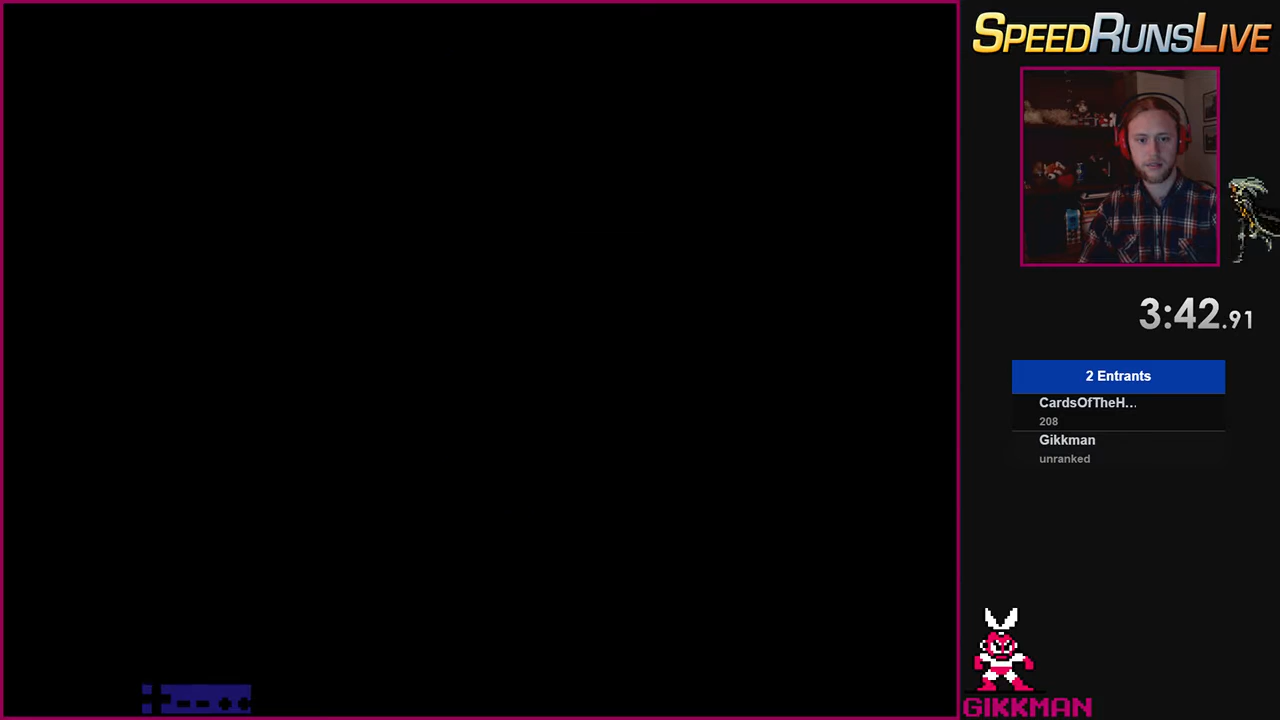 SPEEDRUNSLIVE
3:42.91
2 Entrants
CardsOfTheH...
208
Gikkman
unranked
GIKKMAN